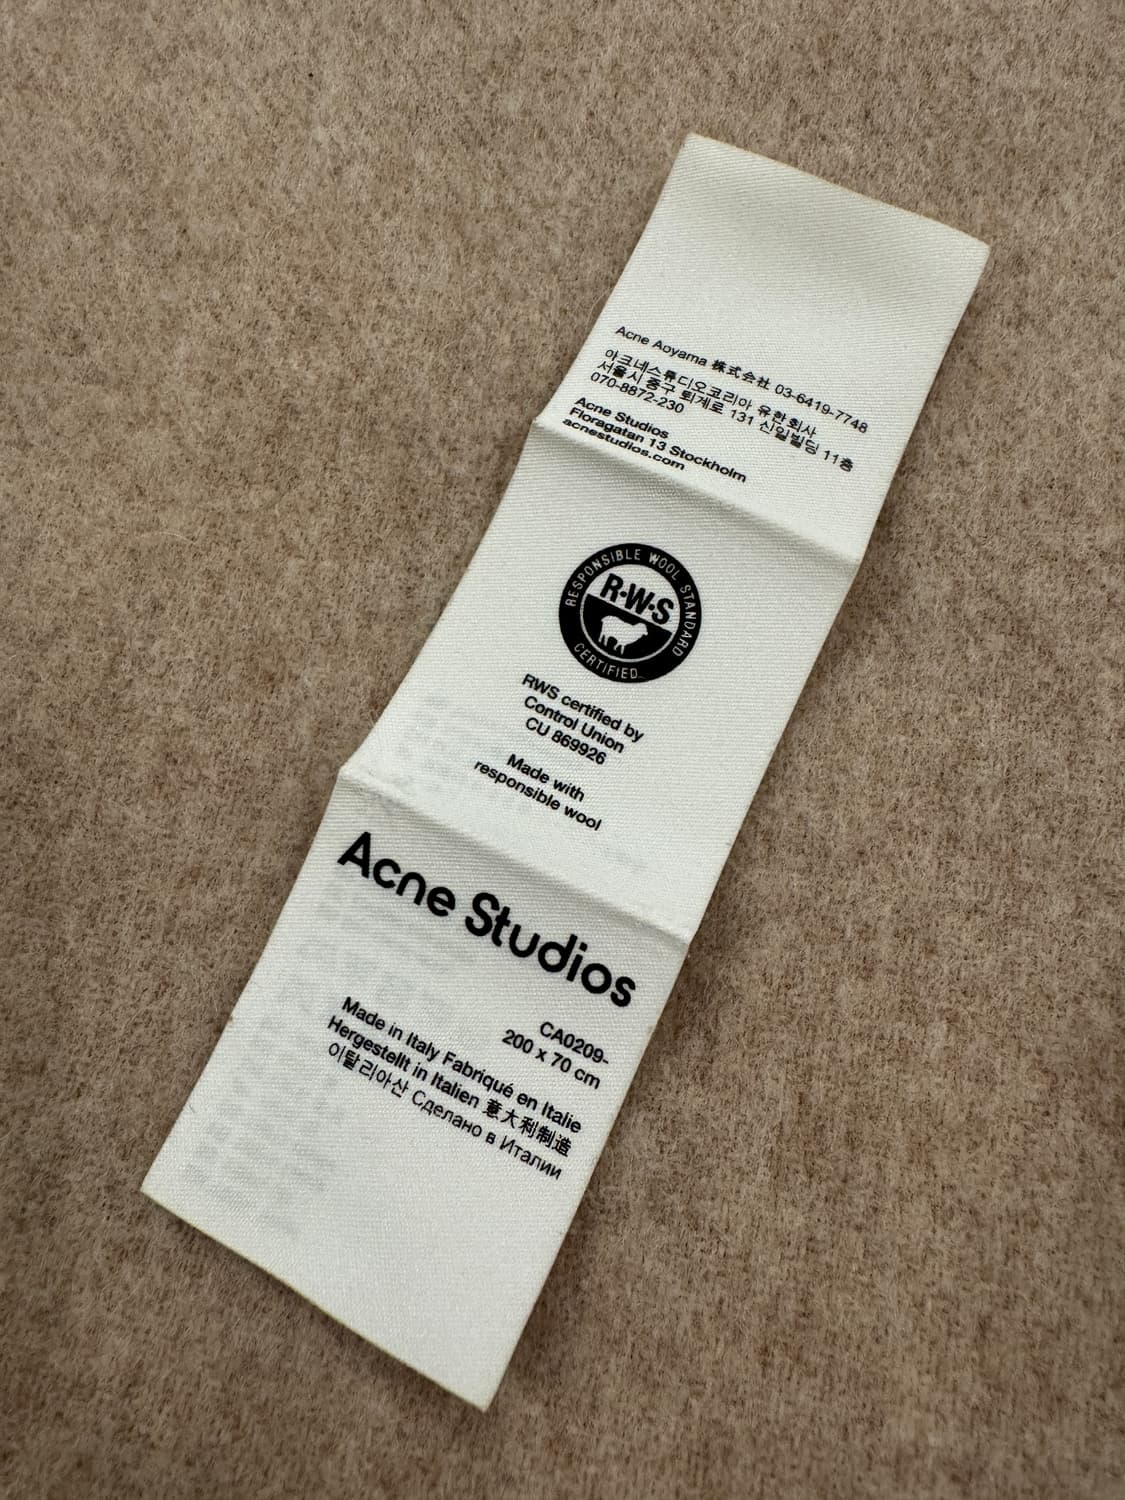 Acne Aoyama 株式会社 03-6419-7748
아크네스튜디오코리아 유한회사
서울시 중구 퇴계로 131 신일빌딩 11층
070-8872-230
Acne Studios
Floragatan 13 Stockholm
acnestudios.com
RESPONSIBLE WOOL STANDARD
R·W·S
CERTIFIED
RWS certified by
Control Union
CU 869926
Made with
responsible wool
Acne Studios
CA0209-
200 x 70 cm
Made in Italy Fabriqué en Italie
Hergestellt in Italien 意大利制造
이탈리아산 Сделано в Италии